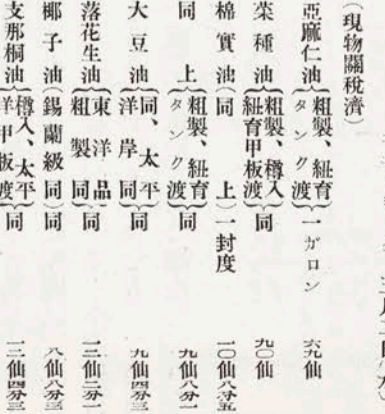 (現物關稅濟)
亞麻仁油{粗製、紐育タンク渡}一ガロン 六九仙
菜種油{粗製、樽入紐育甲板渡}同 九〇仙
棉實油(同 上)一封度 一〇仙八分五
同 上{粗製、紐育タンク渡}同 九仙八分一
大豆油{同、太平洋岸同}同 九仙四分三
落花生油{東洋品粗製同}同 一二仙二分一
椰子油(錫蘭級同)同 八仙八分三
支那桐油{樽入、太平洋甲板渡}同 一三仙四分三